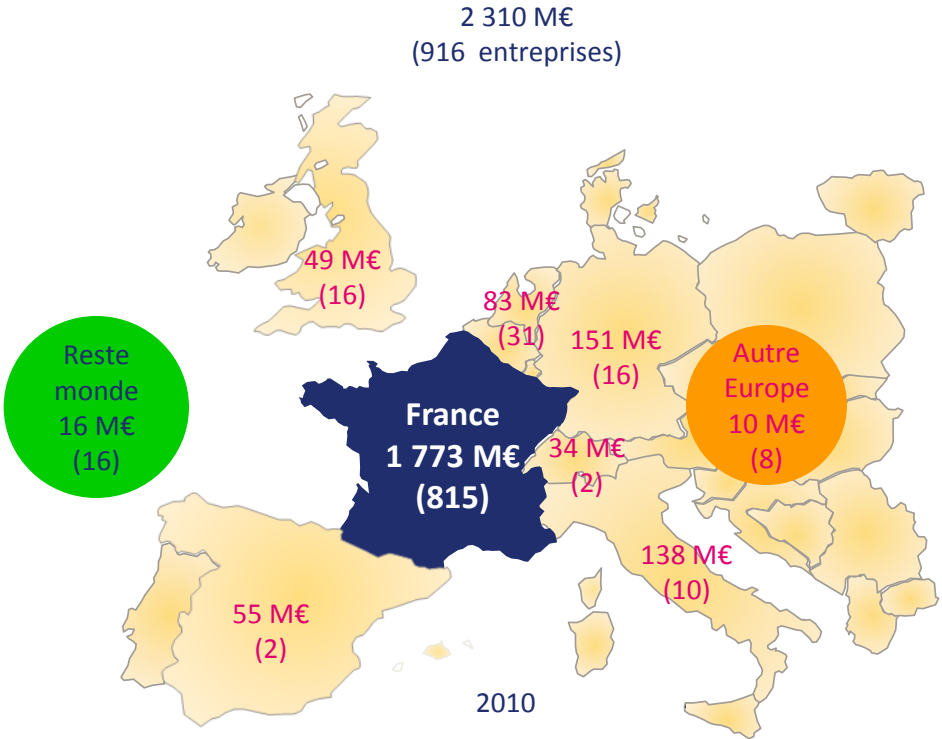 2 310 M€
(916 entreprises)
49 M€
(16)
83 M€
(31)
151 M€
(16)
Reste
monde
16 M€
(16)
France
1 773 M€
(815)
34 M€
(2)
Autre
Europe
10 M€
(8)
138 M€
(10)
55 M€
(2)
2010